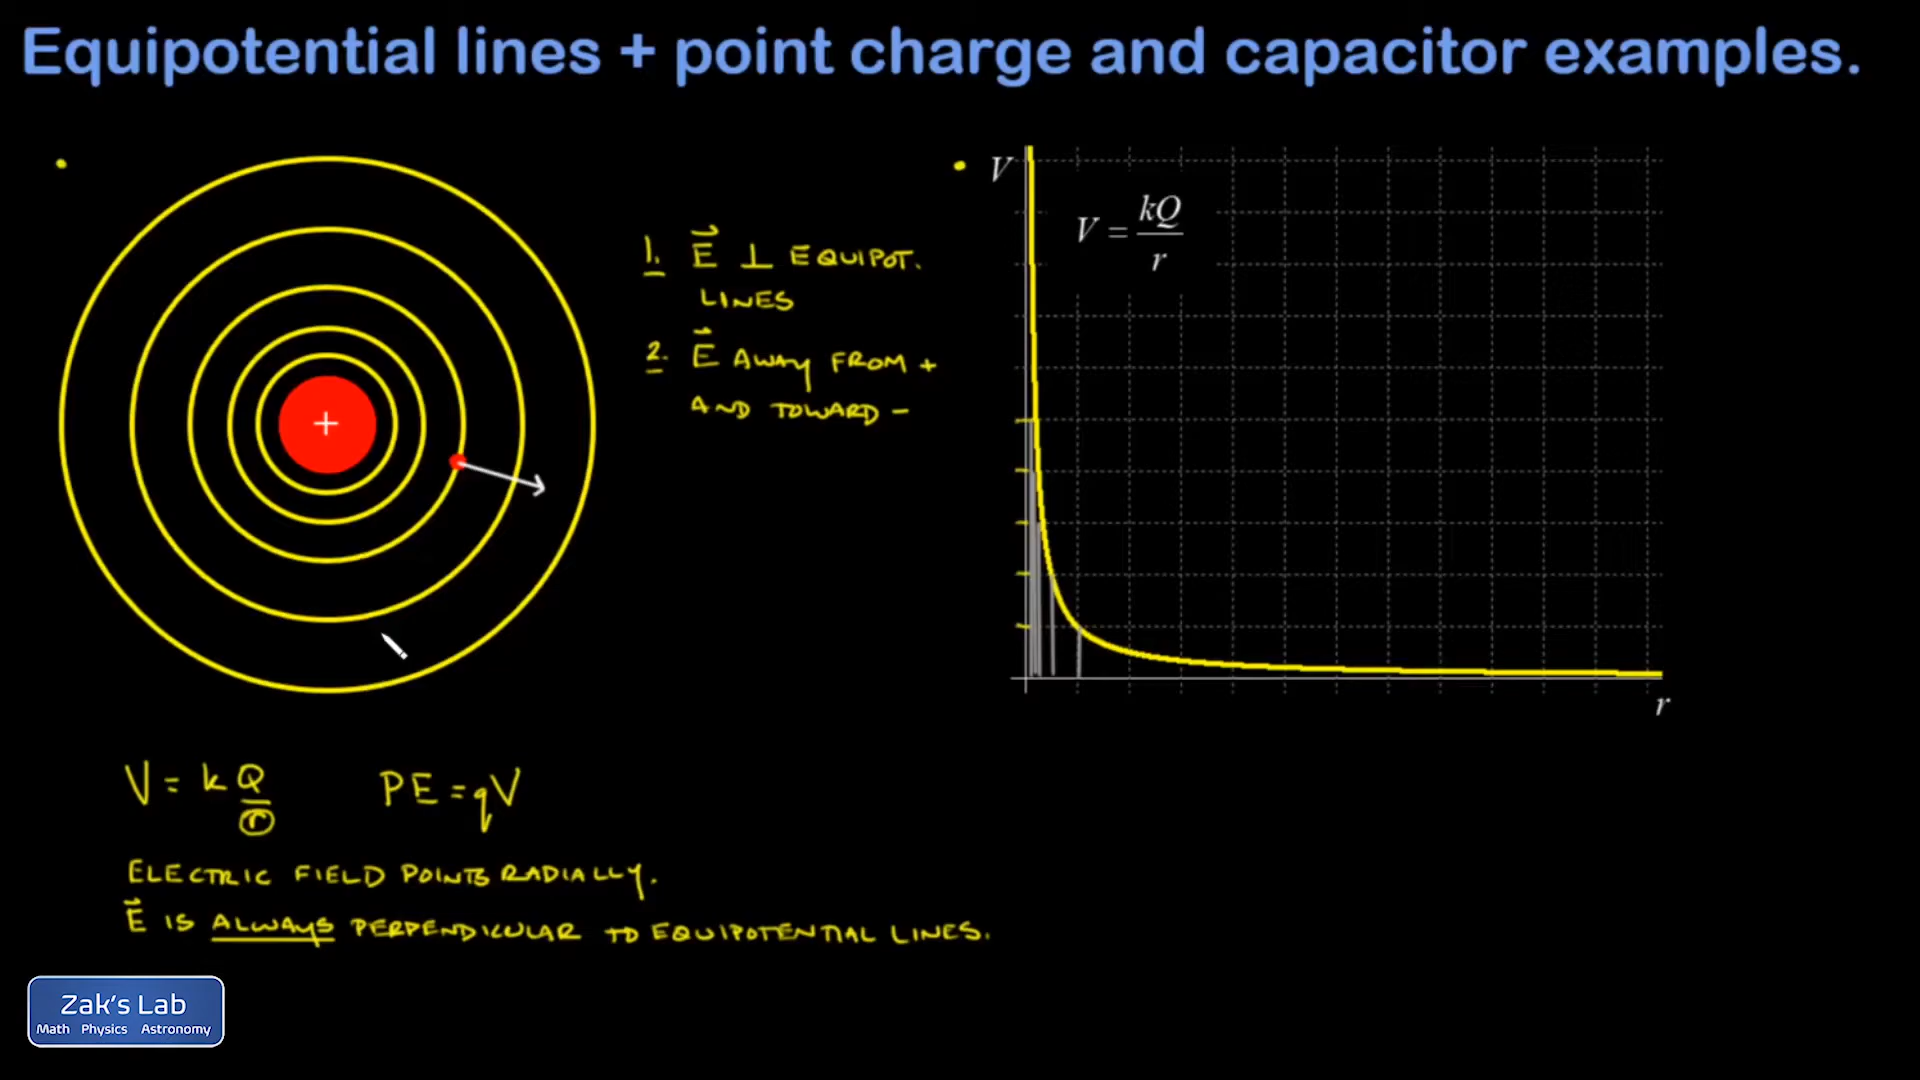 Equipotential lines + point charge and capacitor examples.
+
1. E⃗ ⊥ EQUIPOT.
LINES
2. E⃗ AWAY FROM +
AND TOWARD −
V
V = kQ/r
r
V = k Q/r PE = qV
ELECTRIC FIELD POINTS RADIALLY.
E⃗ IS ALWAYS PERPENDICULAR TO EQUIPOTENTIAL LINES.
Zak's Lab
Math Physics Astronomy